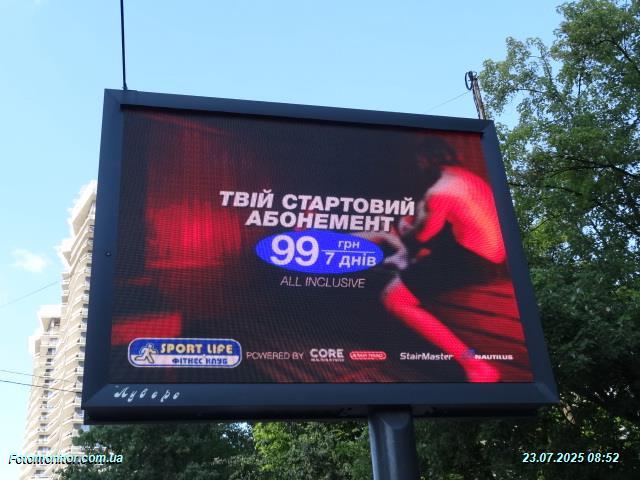 ТВІЙ СТАРТОВИЙ
АБОНЕМЕНТ
99 грн
7 днів
ALL INCLUSIVE
SPORT LIFE
ФІТНЕС КЛУБ
POWERED BY CORE StairMaster NAUTILUS
Лувере
Fotomonitor.com.ua
23.07.2025 08:52